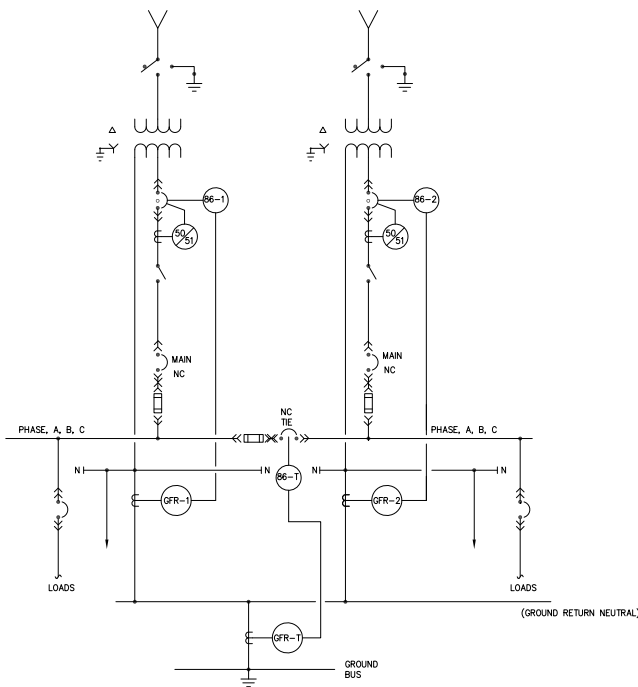 △
△
86-1
86-2
50/51
50/51
MAIN
NC
MAIN
NC
NC
TIE
PHASE, A, B, C
PHASE, A, B, C
N
N
N
N
86-T
GFR-1
GFR-2
LOADS
LOADS
(GROUND RETURN NEUTRAL)
GFR-T
GROUND
BUS